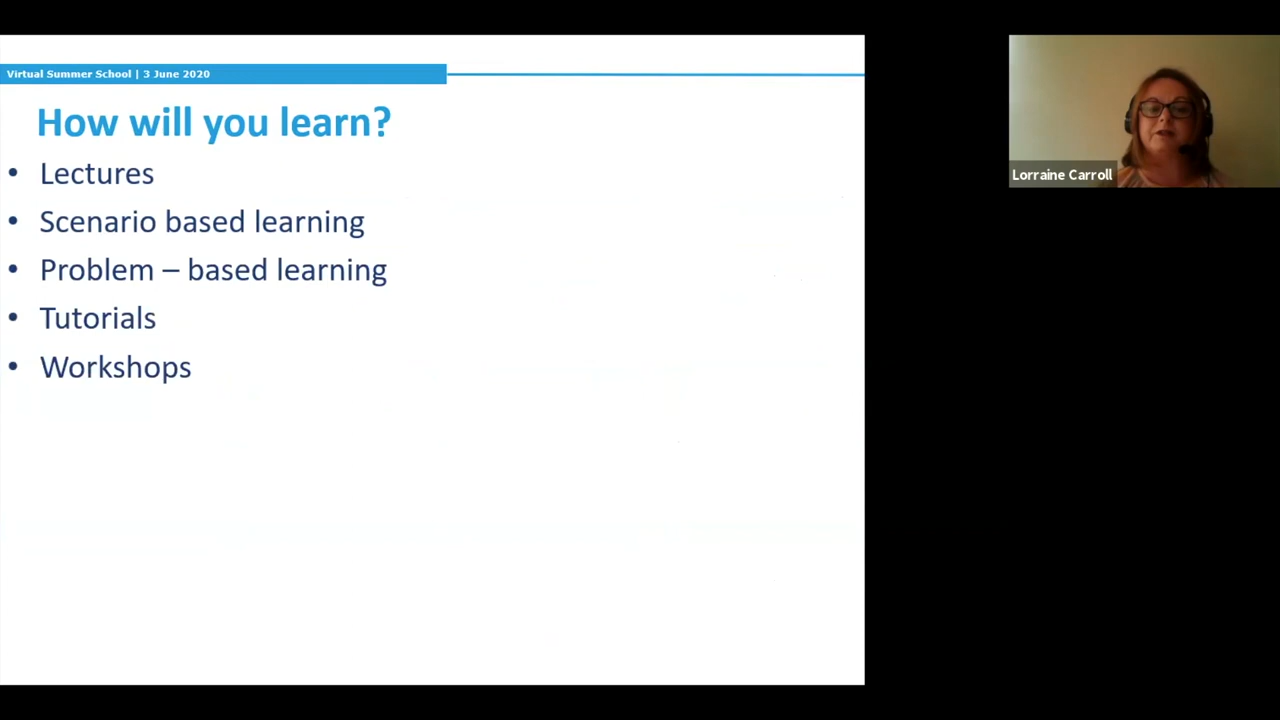 Virtual Summer School | 3 June 2020
How will you learn?
• Lectures
• Scenario based learning
• Problem – based learning
• Tutorials
• Workshops
Lorraine Carroll